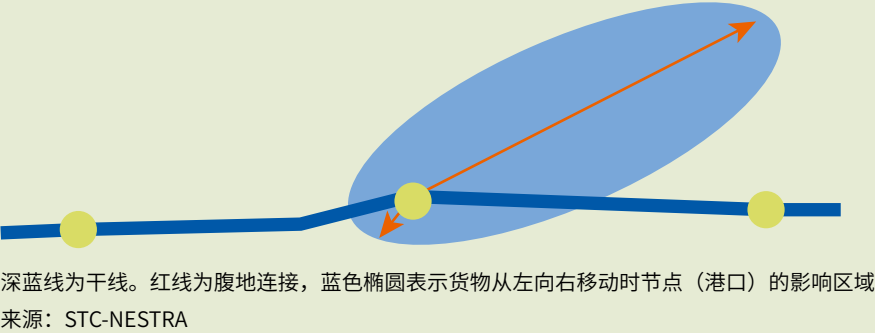 深蓝线为干线。红线为腹地连接，蓝色椭圆表示货物从左向右移动时节点（港口）的影响区域
来源：STC-NESTRA